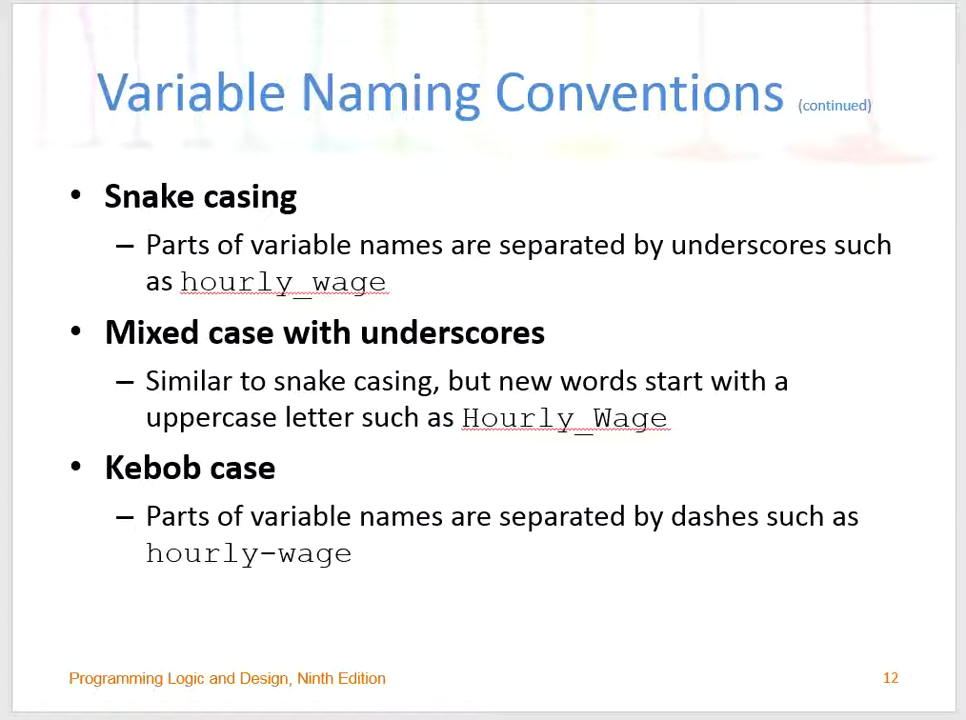 Variable Naming Conventions (continued)
• Snake casing
– Parts of variable names are separated by underscores such
as hourly_wage
• Mixed case with underscores
– Similar to snake casing, but new words start with a
uppercase letter such as Hourly_Wage
• Kebob case
– Parts of variable names are separated by dashes such as
hourly-wage
Programming Logic and Design, Ninth Edition 12